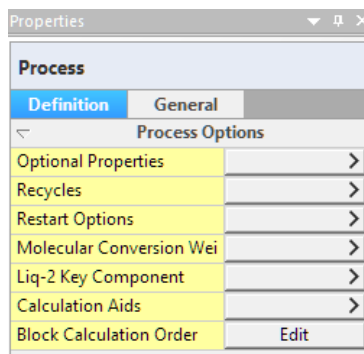 Properties
Process
Definition General
Process Options
Optional Properties
Recycles
Restart Options
Molecular Conversion Wei
Liq-2 Key Component
Calculation Aids
Block Calculation Order Edit